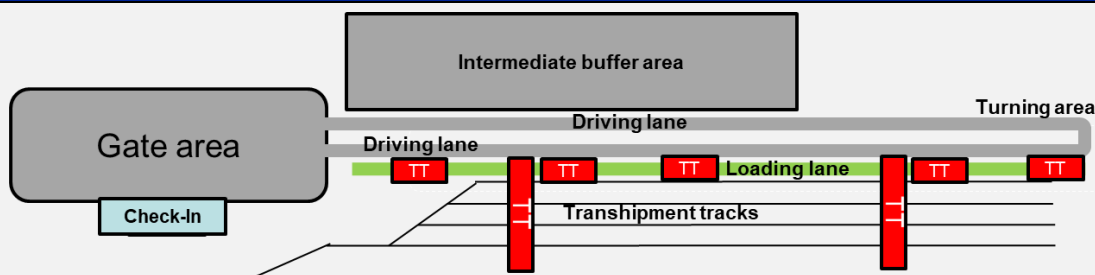 Intermediate buffer area
Turning area
Driving lane
Gate area
Driving lane
TT
TT
TT
Loading lane
TT
TT
TT
TT
Check-In
Transhipment tracks